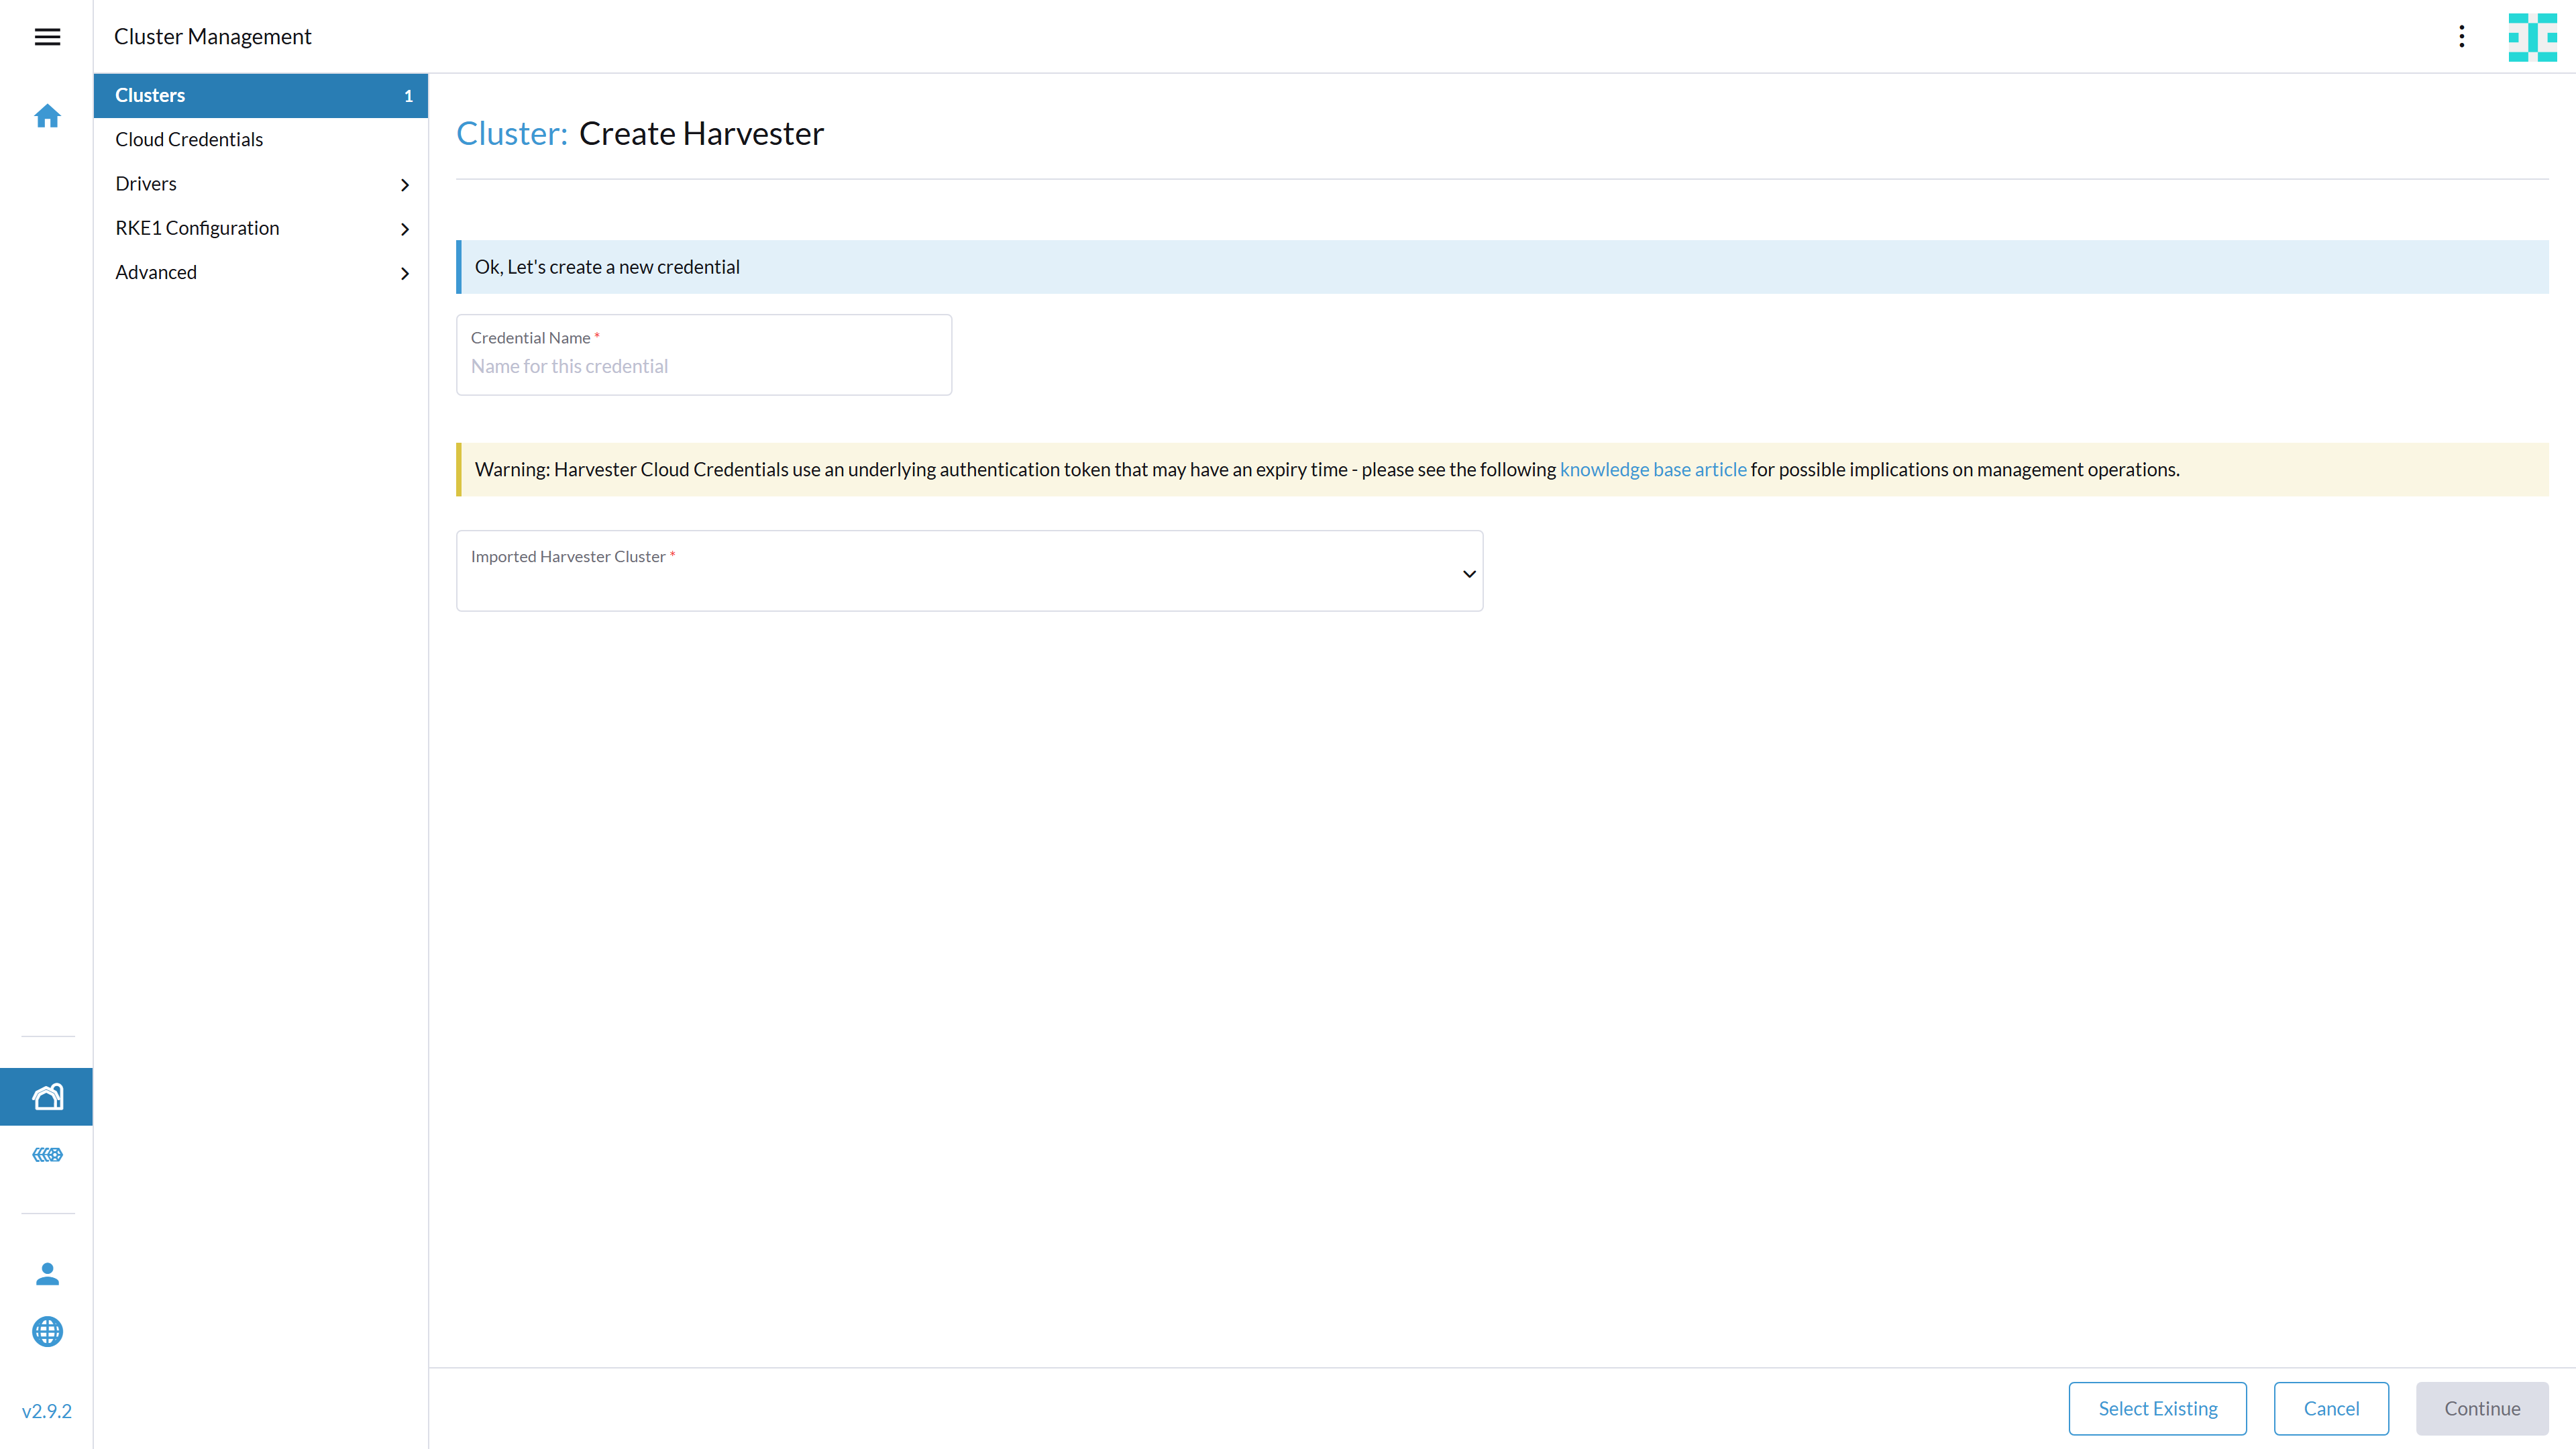 Cluster Management
Clusters 1
Cloud Credentials
Drivers
RKE1 Configuration
Advanced
Cluster: Create Harvester
Ok, Let's create a new credential
Credential Name *
Name for this credential
Warning: Harvester Cloud Credentials use an underlying authentication token that may have an expiry time - please see the following knowledge base article for possible implications on management operations.
Imported Harvester Cluster *
v2.9.2
Select Existing
Cancel
Continue